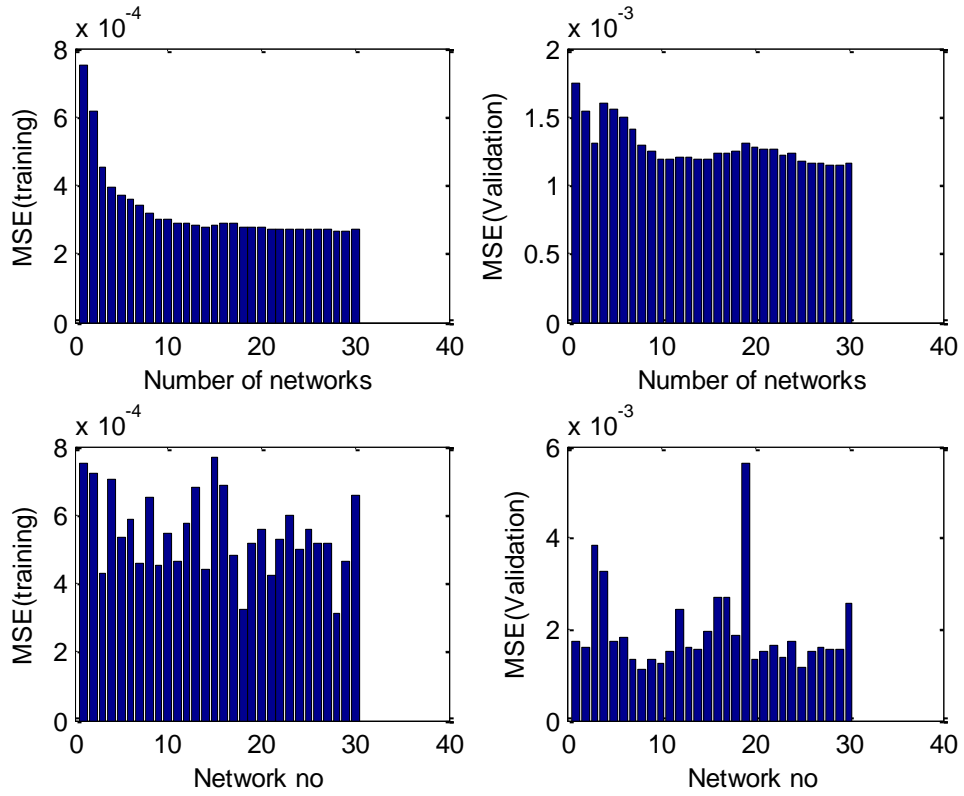 x 10-4
8
6
4
2
0
0 10 20 30 40
MSE(training)
Number of networks
x 10-3
2
1.5
1
0.5
0
0 10 20 30 40
MSE(Validation)
Number of networks
x 10-4
8
6
4
2
0
0 10 20 30 40
MSE(training)
Network no
x 10-3
6
4
2
0
0 10 20 30 40
MSE(Validation)
Network no